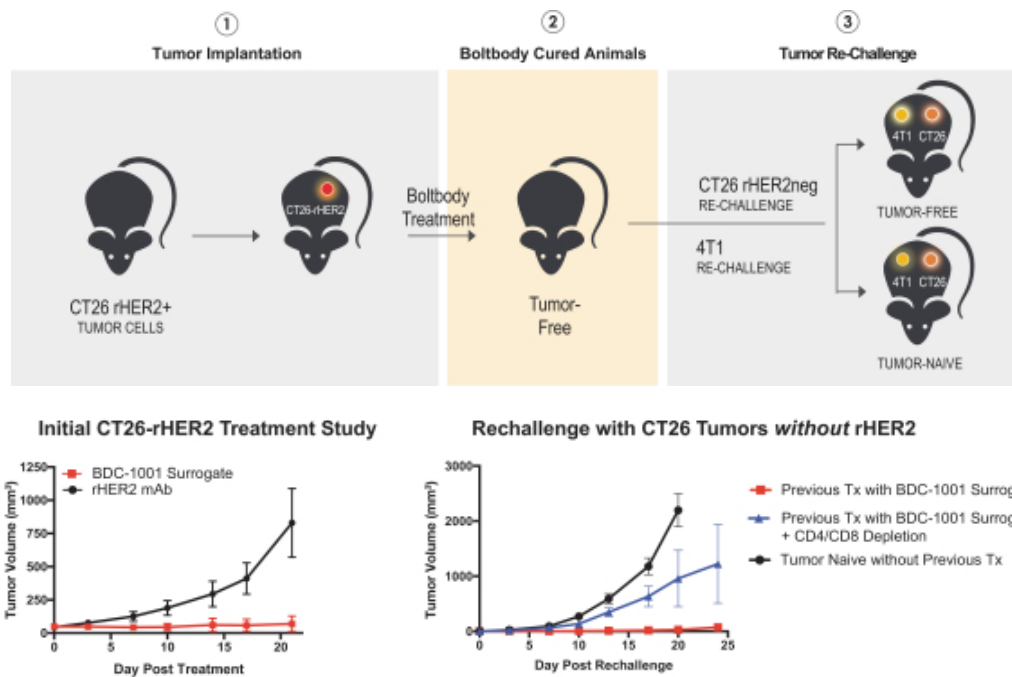 1
2
3
Tumor Implantation
Boltbody Cured Animals
Tumor Re-Challenge
CT26-rHER2
CT26 rHER2+
TUMOR CELLS
Boltbody
Treatment
Tumor-
Free
CT26 rHER2neg
RE-CHALLENGE
4T1
RE-CHALLENGE
4T1 CT26
TUMOR-FREE
4T1 CT26
TUMOR-NAIVE
Initial CT26-rHER2 Treatment Study
Tumor Volume (mm³)
1250
1000
750
500
250
0
BDC-1001 Surrogate
rHER2 mAb
0 5 10 15 20
Day Post Treatment
Rechallenge with CT26 Tumors without rHER2
Tumor Volume (mm³)
3000
2000
1000
0
0 5 10 15 20 25
Day Post Rechallenge
Previous Tx with BDC-1001 Surrog
Previous Tx with BDC-1001 Surrog
+ CD4/CD8 Depletion
Tumor Naive without Previous Tx